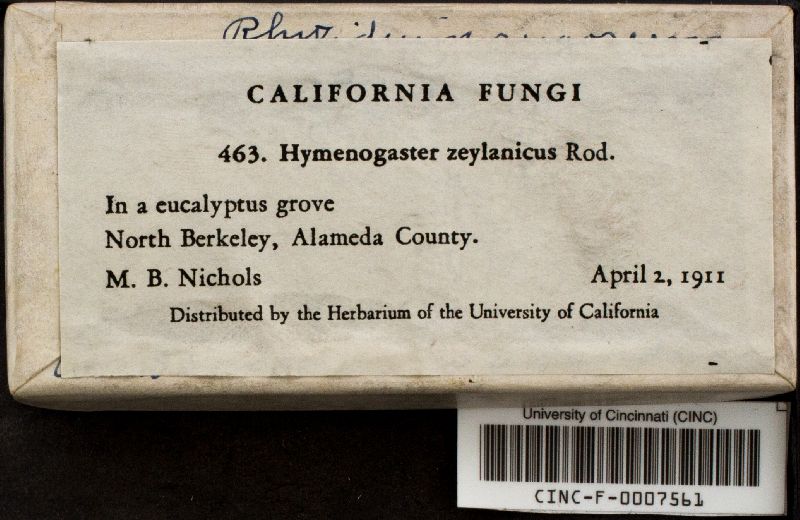 CALIFORNIA FUNGI
463. Hymenogaster zeylanicus Rod.
In a eucalyptus grove
North Berkeley, Alameda County.
M. B. Nichols April 2, 1911
Distributed by the Herbarium of the University of California
University of Cincinnati (CINC)
CINC-F-0007561